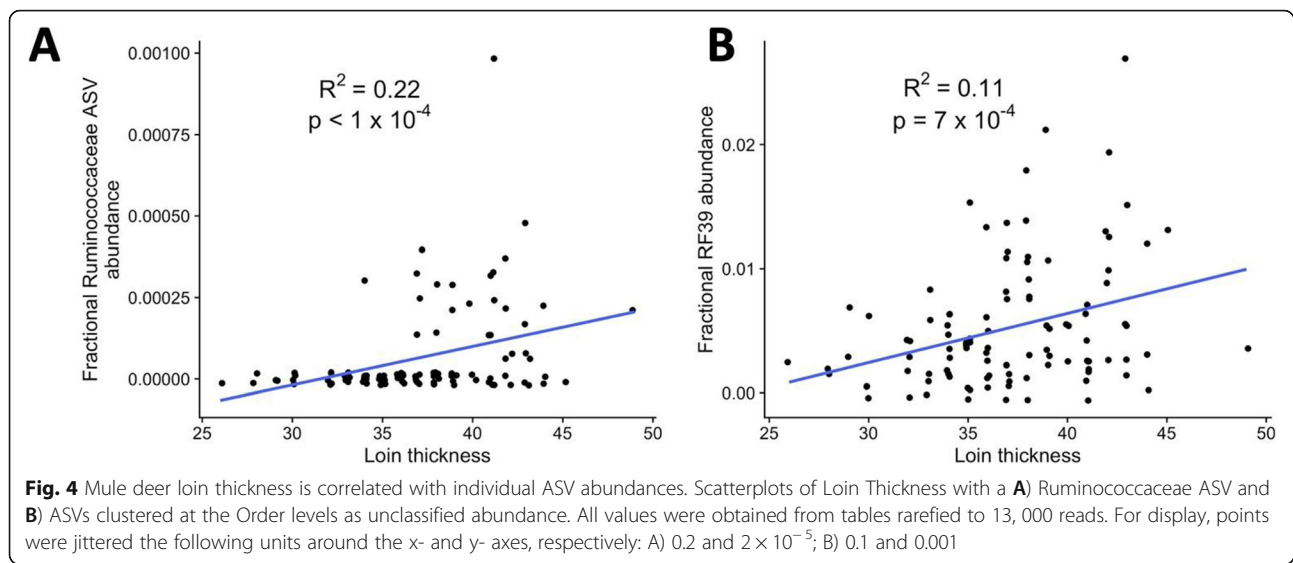 A
R² = 0.22
p < 1 x 10⁻⁴
Fractional Ruminoccaceae ASV
abundance
0.00100
0.00075
0.00050
0.00025
0.00000
25 30 35 40 45 50
Loin thickness
B
R² = 0.11
p = 7 x 10⁻⁴
Fractional RF39 abundance
0.02
0.01
0.00
25 30 35 40 45 50
Loin thickness
Fig. 4 Mule deer loin thickness is correlated with individual ASV abundances. Scatterplots of Loin Thickness with a A) Ruminococcaceae ASV and
B) ASVs clustered at the Order levels as unclassified abundance. All values were obtained from tables rarefied to 13, 000 reads. For display, points
were jittered the following units around the x- and y- axes, respectively: A) 0.2 and 2 × 10⁻⁵; B) 0.1 and 0.001